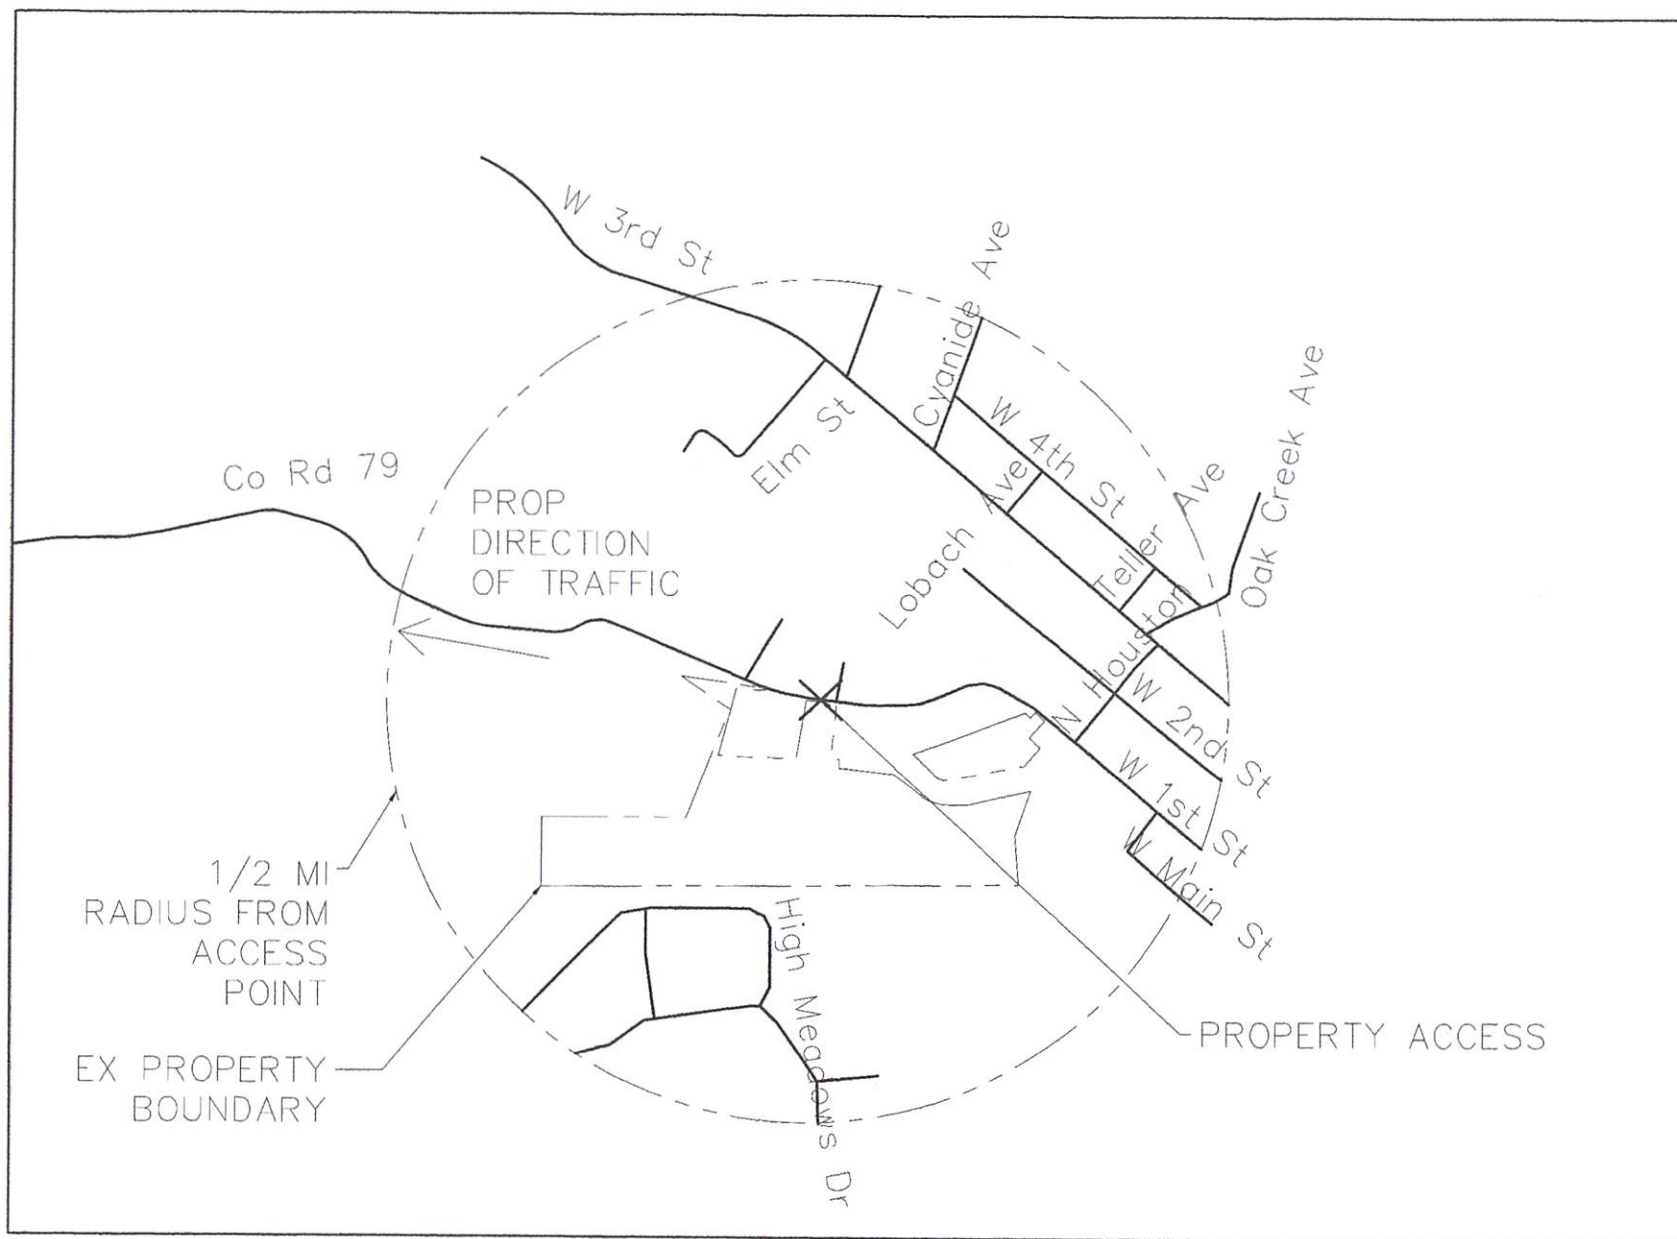 W 3rd St
Cyanide Ave
Elm St
W 4th St
Oak Creek Ave
Co Rd 79
PROP
DIRECTION
OF TRAFFIC
Lobach Ave
Teller Ave
N Houston
W 2nd St
W 1st St
W Main St
1/2 MI
RADIUS FROM
ACCESS
POINT
High Meadows Dr
EX PROPERTY
BOUNDARY
PROPERTY ACCESS